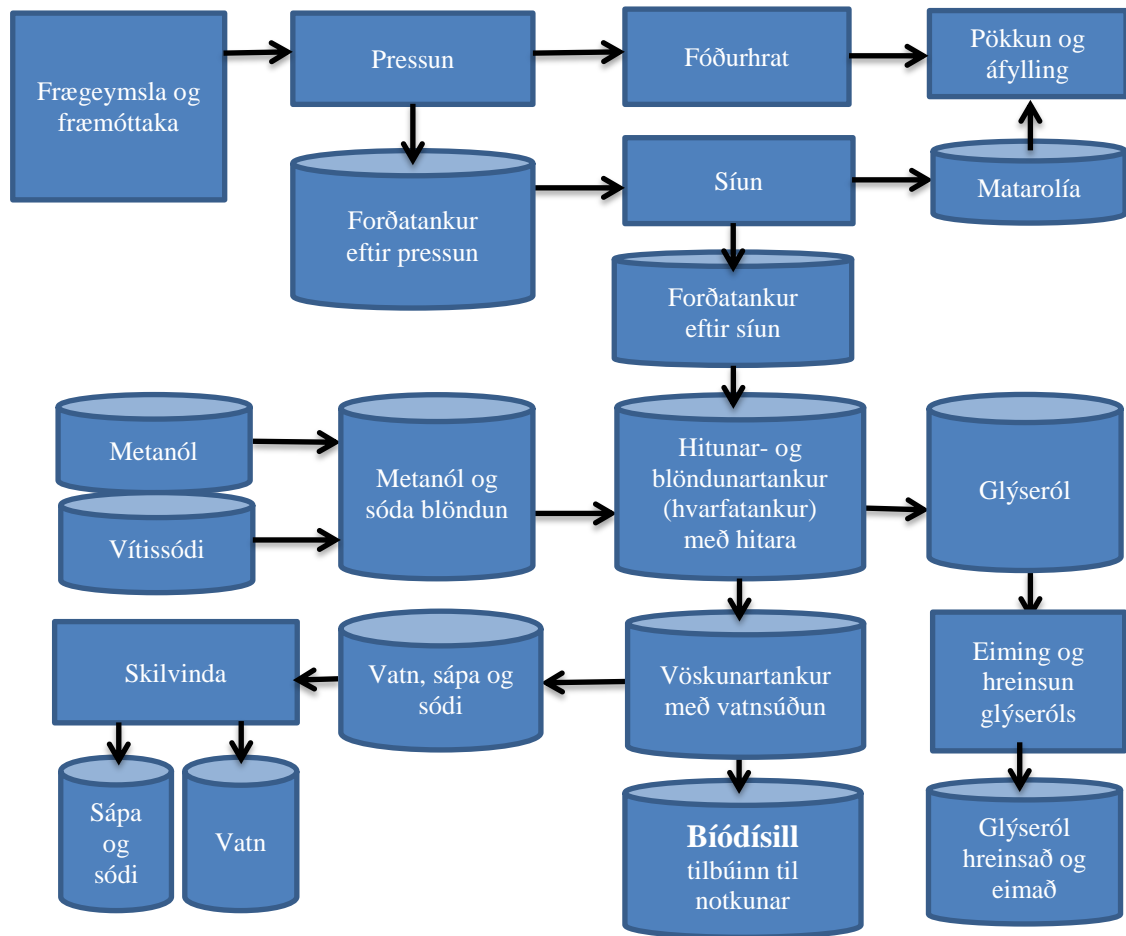 Frægeymsla og
fræmóttaka
Pressun
Fóðurhrat
Pökkun og
áfylling
Forðatankur
eftir pressun
Síun
Matarolía
Forðatankur
eftir síun
Metanól
Vítissódi
Metanól og
sóda blöndun
Hitunar- og
blöndunartankur
(hvarfatankur)
með hitara
Glýseról
Skilvinda
Vatn, sápa og
sódi
Vöskunartankur
með vatnsúðun
Eiming og
hreinsun
glýseróls
Sápa
og
sódi
Vatn
Bíódísill
tilbúinn til
notkunar
Glýseról
hreinsað og
eimað